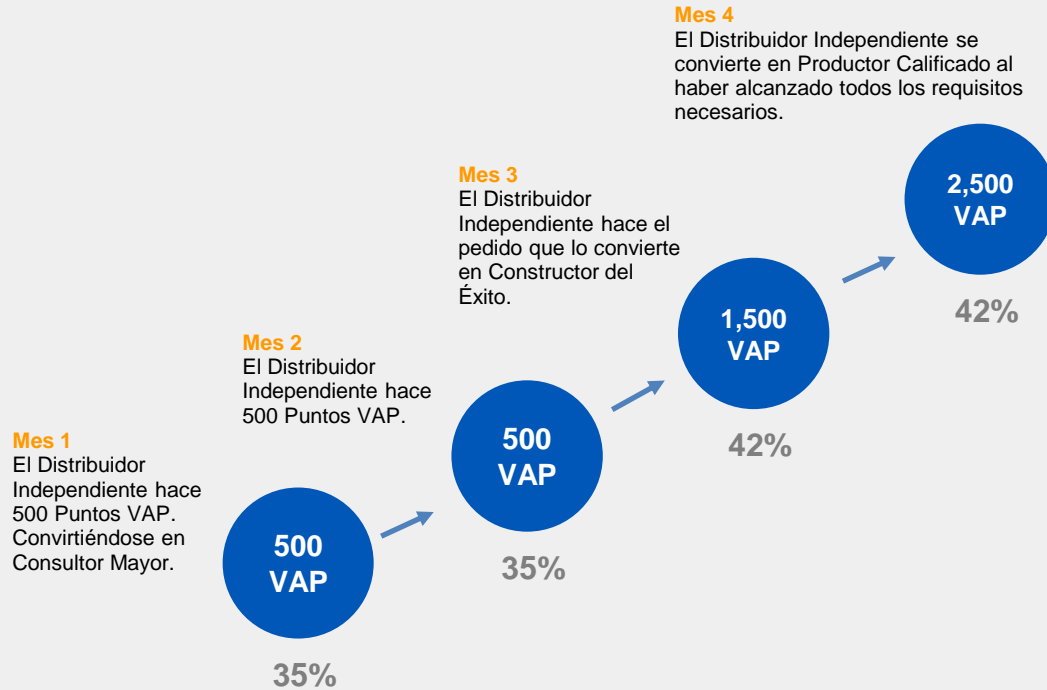 Mes 1
El Distribuidor
Independiente hace
500 Puntos VAP.
Convirtiéndose en
Consultor Mayor.
500
VAP
35%
Mes 2
El Distribuidor
Independiente hace
500 Puntos VAP.
500
VAP
35%
Mes 3
El Distribuidor
Independiente hace el
pedido que lo convierte
en Constructor del
Éxito.
1,500
VAP
42%
Mes 4
El Distribuidor Independiente se
convierte en Productor Calificado al
haber alcanzado todos los requisitos
necesarios.
2,500
VAP
42%